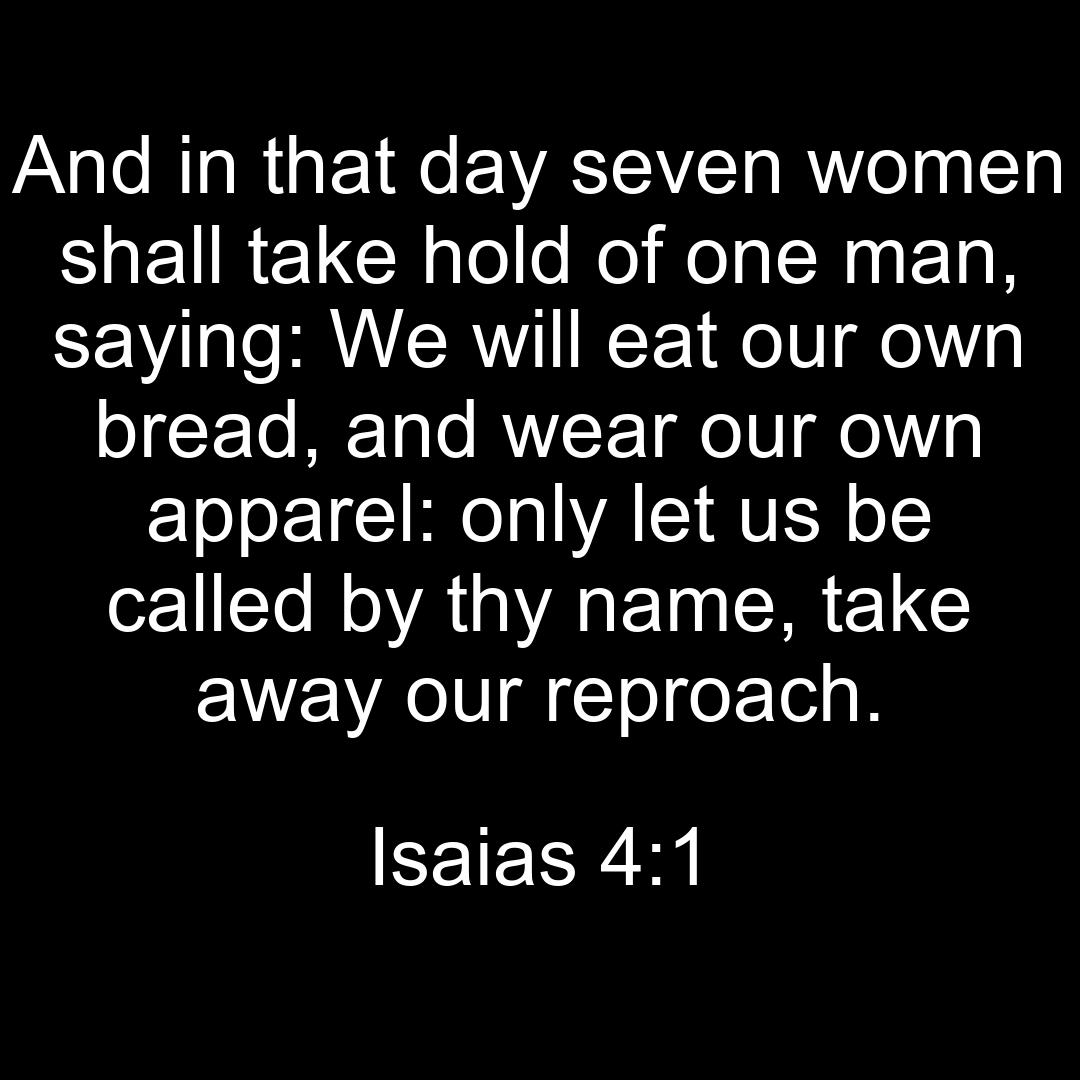 And in that day seven women
shall take hold of one man,
saying: We will eat our own
bread, and wear our own
apparel: only let us be
called by thy name, take
away our reproach.
Isaias 4:1